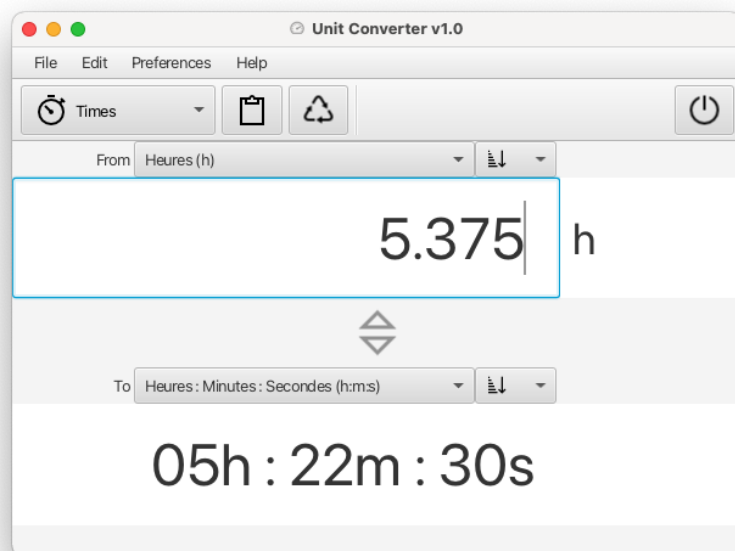 Unit Converter v1.0
File Edit Preferences Help
Times
From Heures (h)
5.375 h
To Heures : Minutes : Secondes (h:m:s)
05h : 22m : 30s